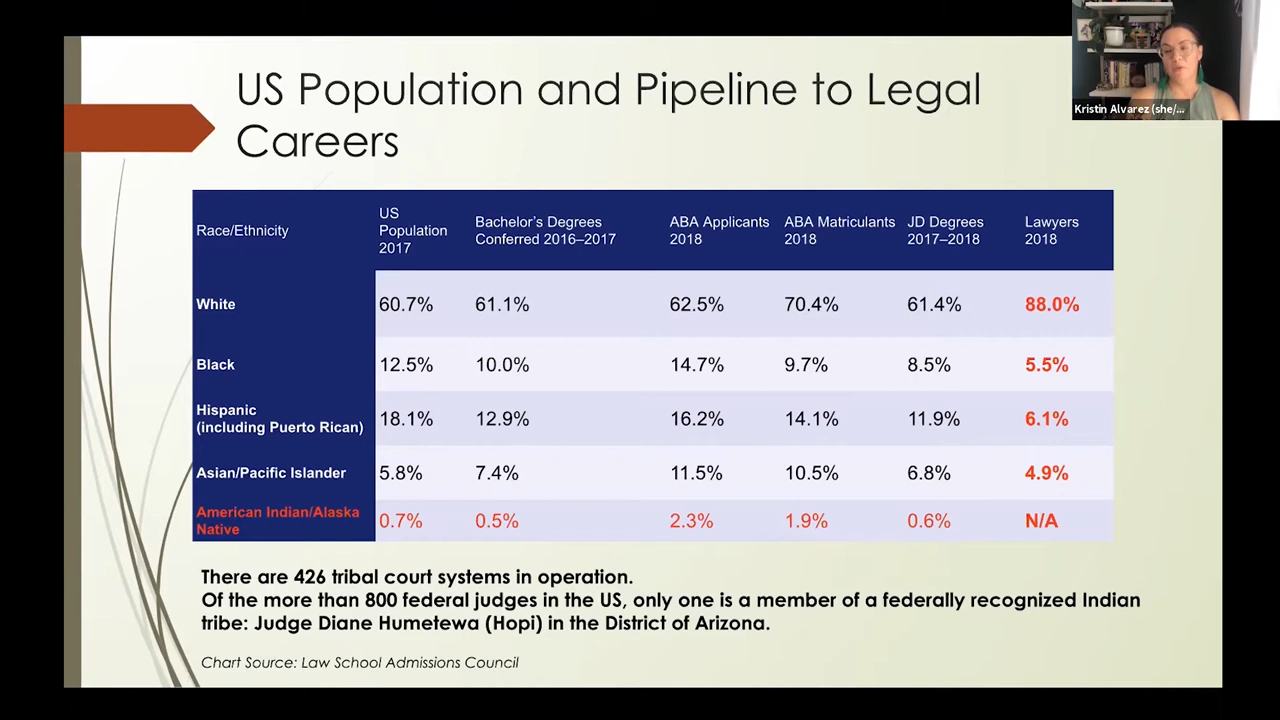 US Population and Pipeline to Legal
Careers
Kristin Alvarez (she/...
Race/Ethnicity
US
Population
2017
Bachelor's Degrees
Conferred 2016–2017
ABA Applicants
2018
ABA Matriculants
2018
JD Degrees
2017–2018
Lawyers
2018
White 60.7% 61.1% 62.5% 70.4% 61.4% 88.0%
Black 12.5% 10.0% 14.7% 9.7% 8.5% 5.5%
Hispanic
(including Puerto Rican) 18.1% 12.9% 16.2% 14.1% 11.9% 6.1%
Asian/Pacific Islander 5.8% 7.4% 11.5% 10.5% 6.8% 4.9%
American Indian/Alaska
Native 0.7% 0.5% 2.3% 1.9% 0.6% N/A
There are 426 tribal court systems in operation.
Of the more than 800 federal judges in the US, only one is a member of a federally recognized Indian
tribe: Judge Diane Humetewa (Hopi) in the District of Arizona.
Chart Source: Law School Admissions Council